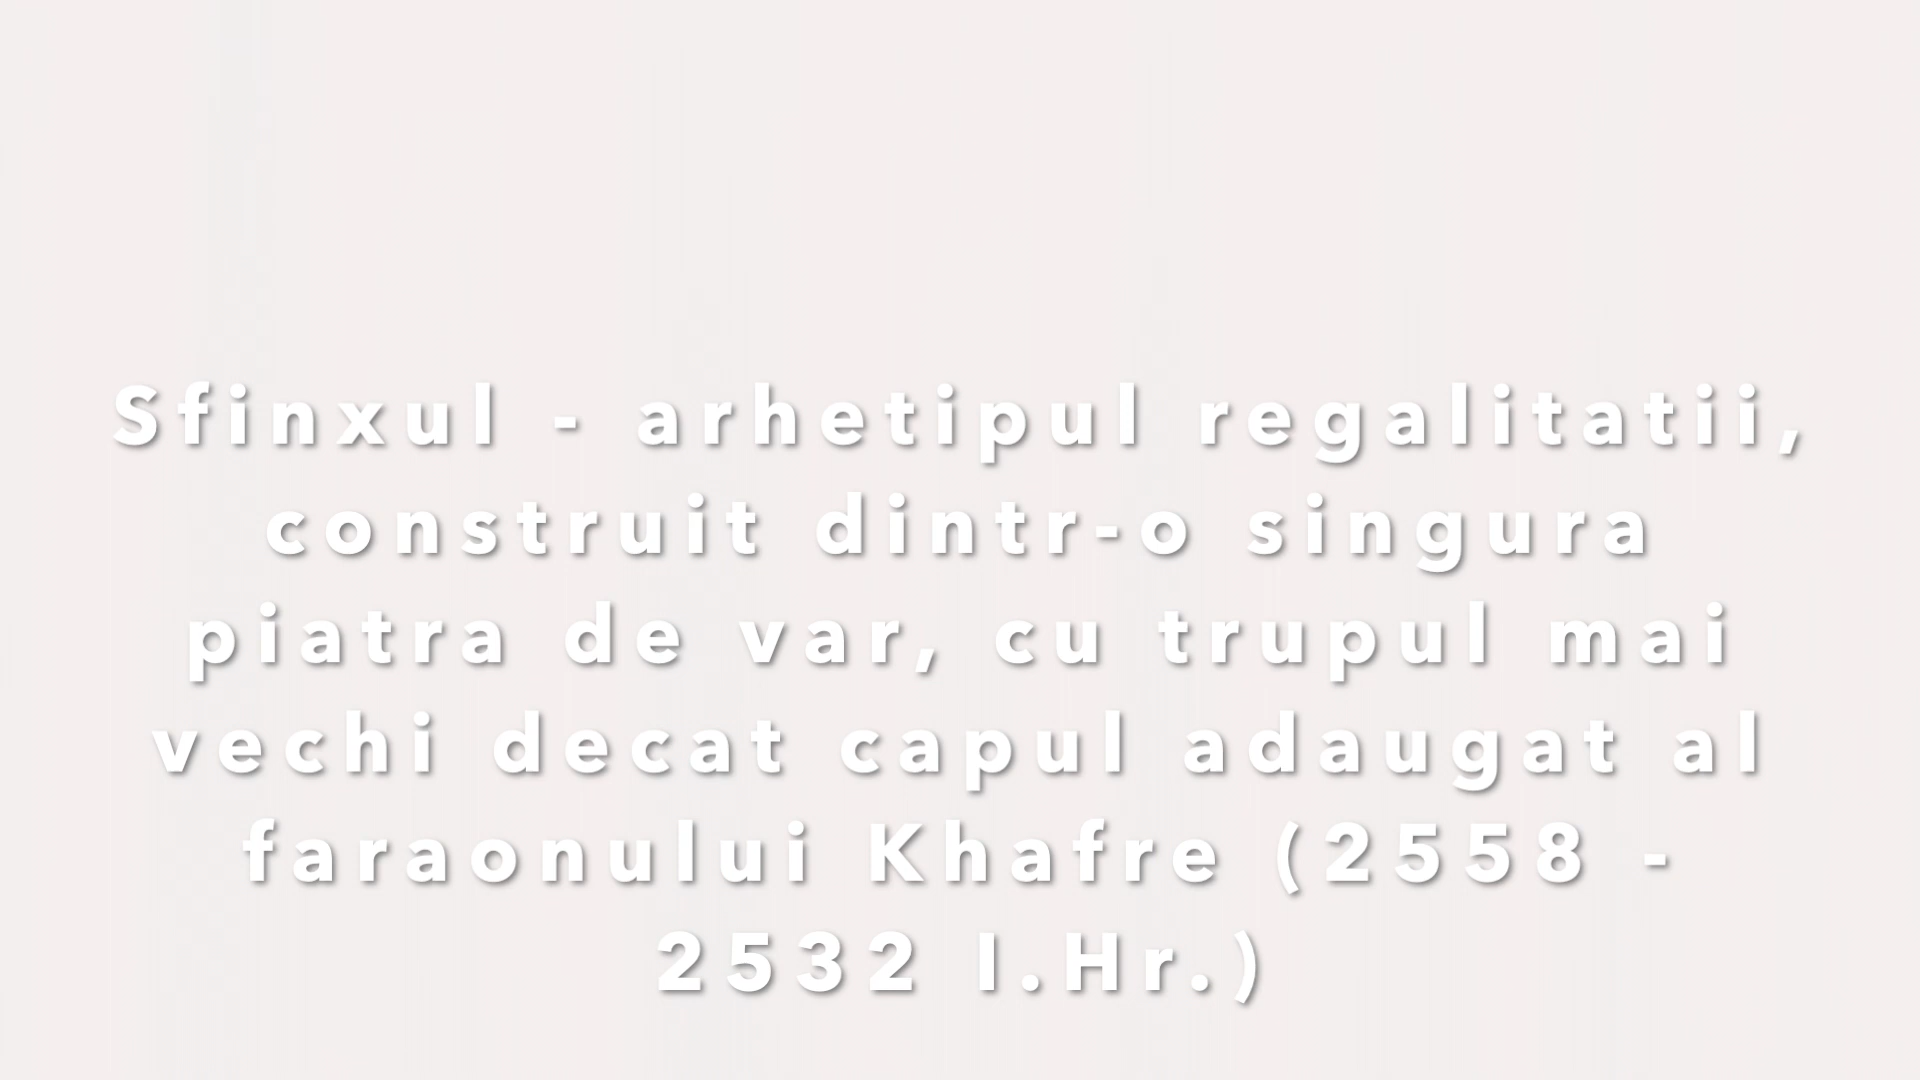 Sfinxul - arhetipul regalitatii,
construit dintr-o singura
piatra de var, cu trupul mai
vechi decat capul adaugat al
faraonului Khafre (2558 -
2532 I.Hr.)